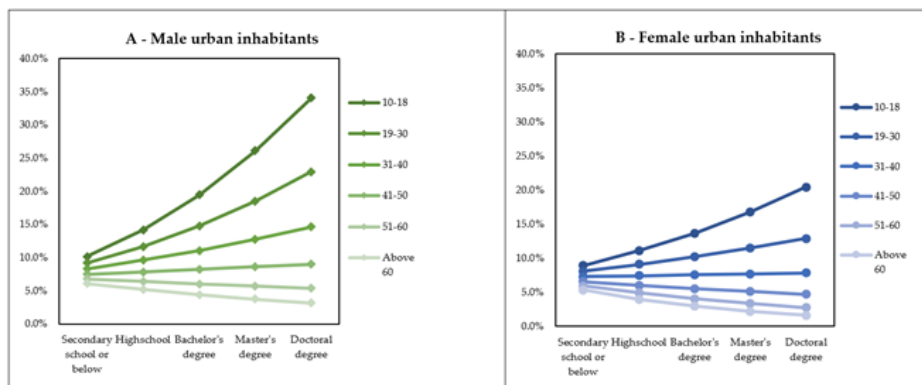 A - Male urban inhabitants
40.0%
35.0%
30.0%
25.0%
20.0%
15.0%
10.0%
5.0%
0.0%
Secondary school or below
Highschool
Bachelor's degree
Master's degree
Doctoral degree
10-18
19-30
31-40
41-50
51-60
Above 60
B - Female urban inhabitants
40.0%
35.0%
30.0%
25.0%
20.0%
15.0%
10.0%
5.0%
0.0%
Secondary school or below
Highschool
Bachelor's degree
Master's degree
Doctoral degree
10-18
19-30
31-40
41-50
51-60
Above 60